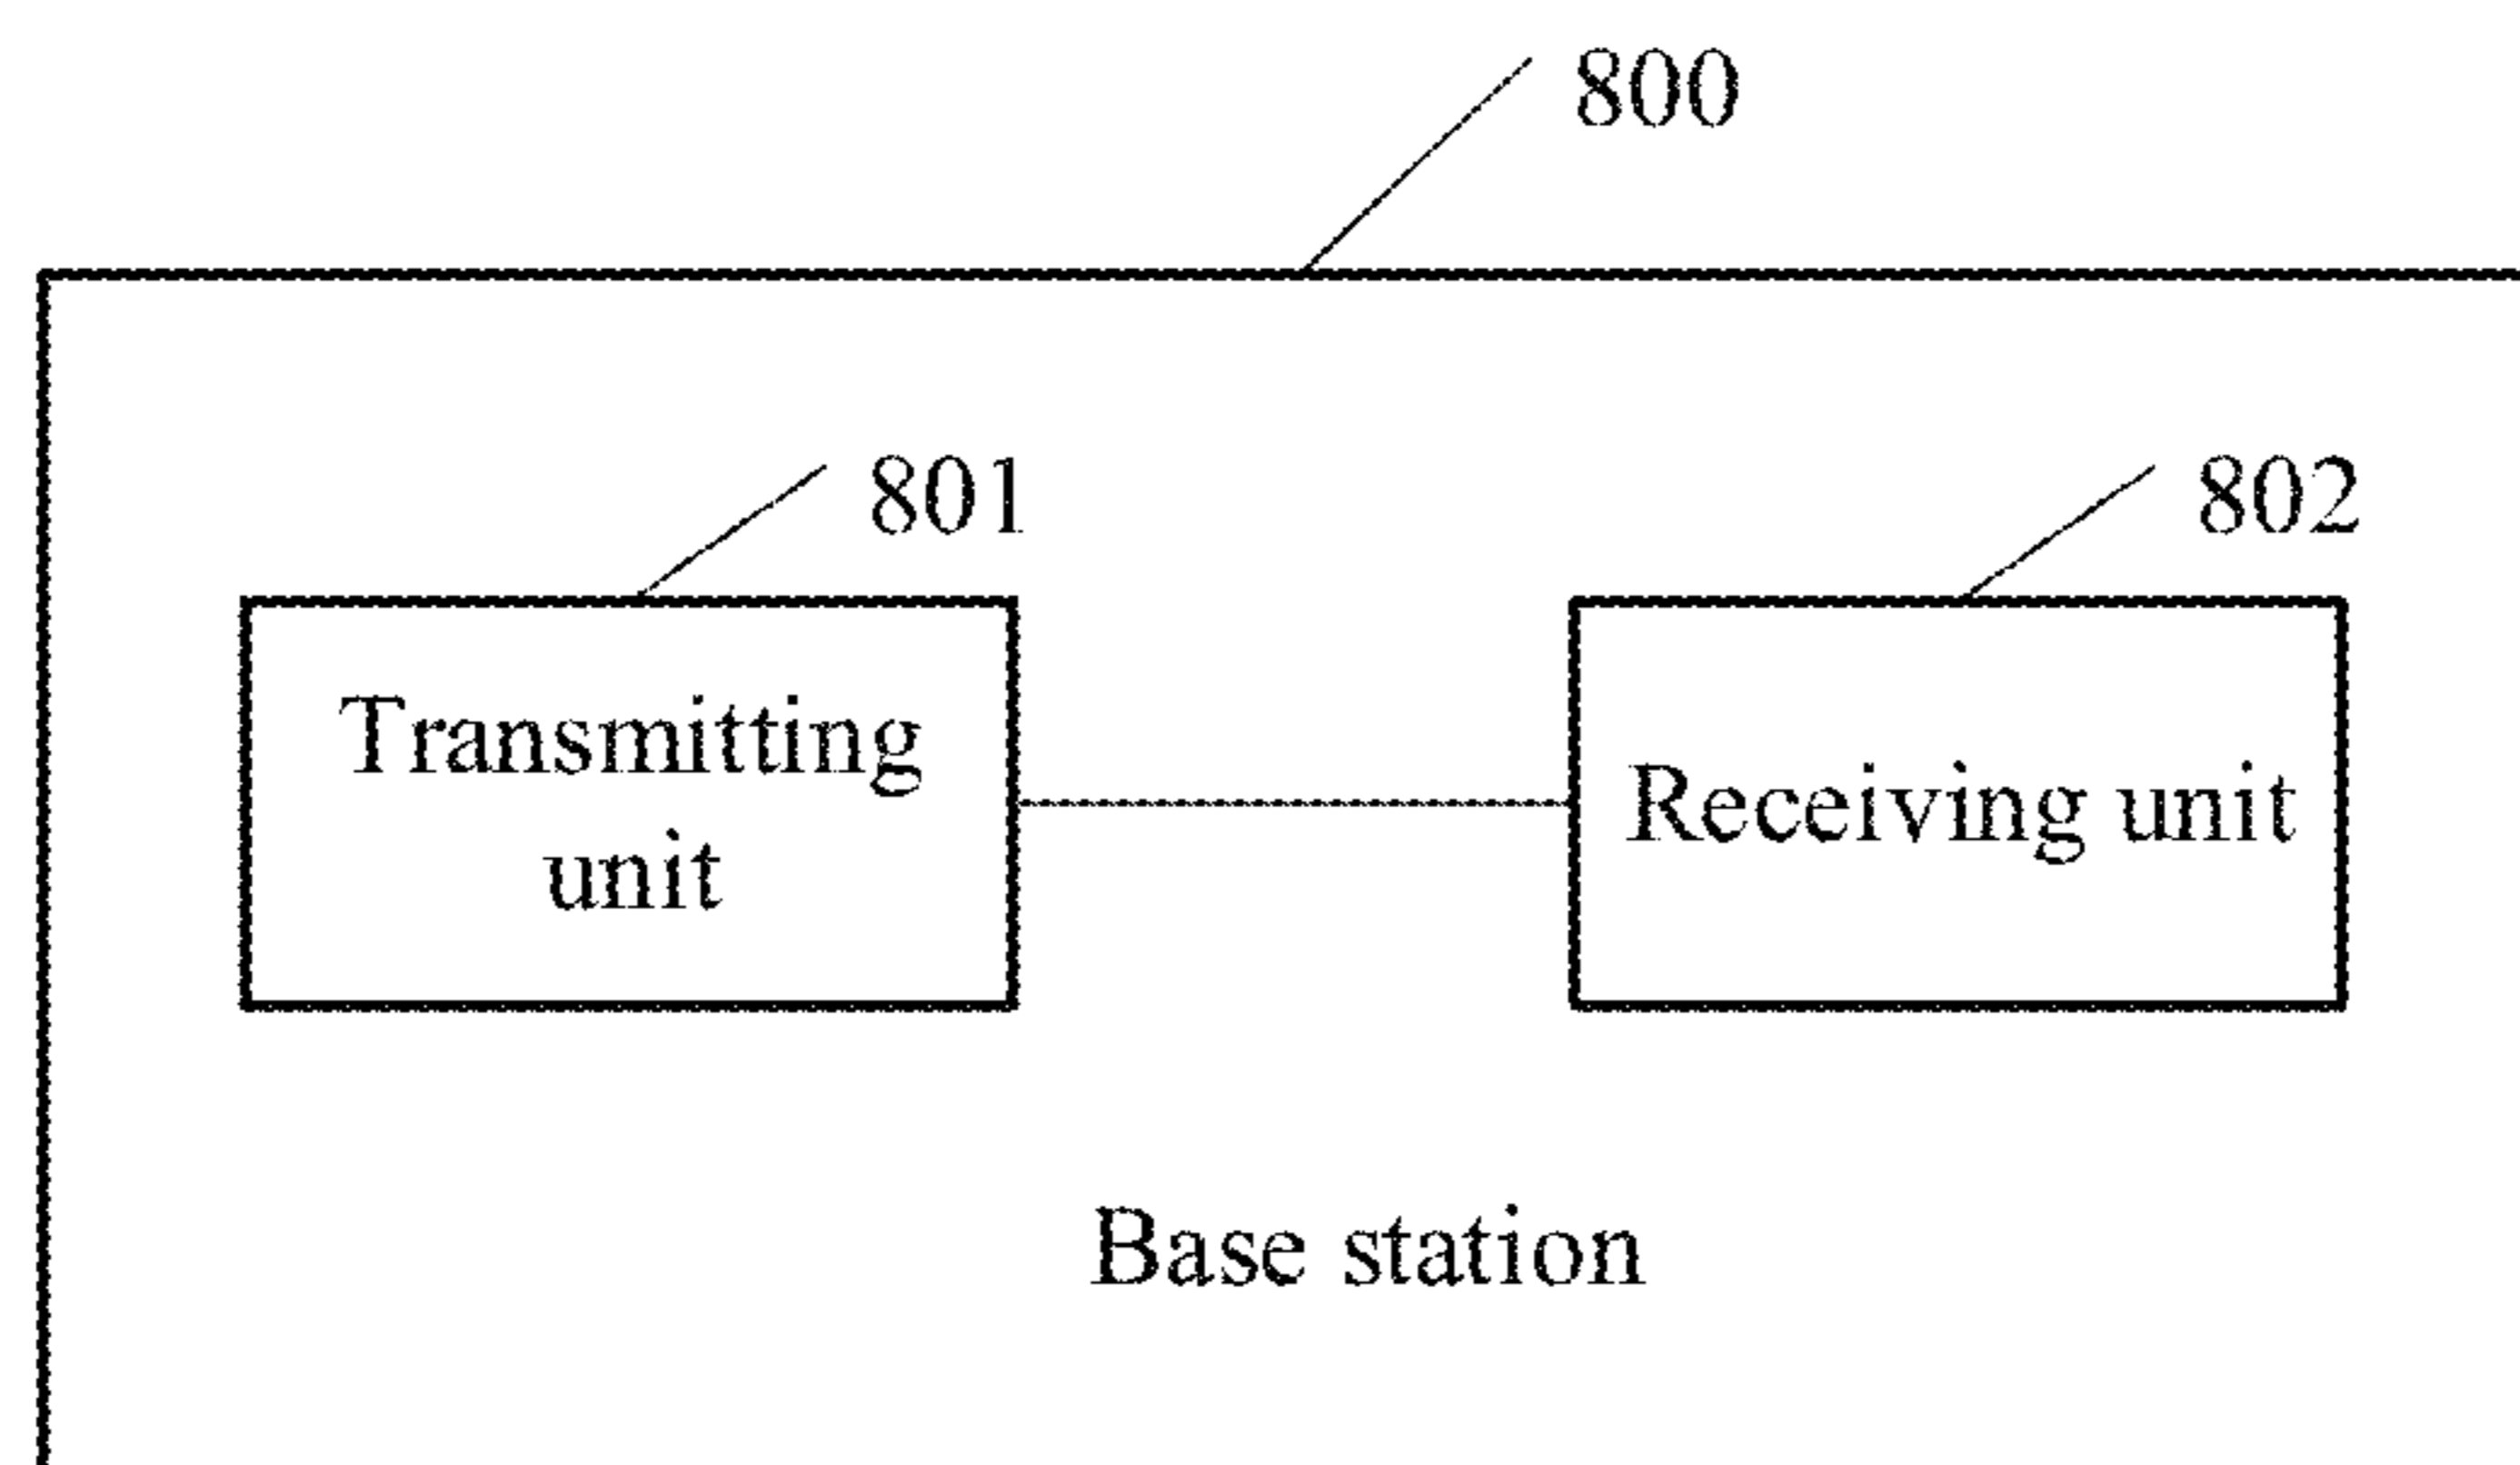 800
801
802
Transmitting
unit
Receiving unit
Base station